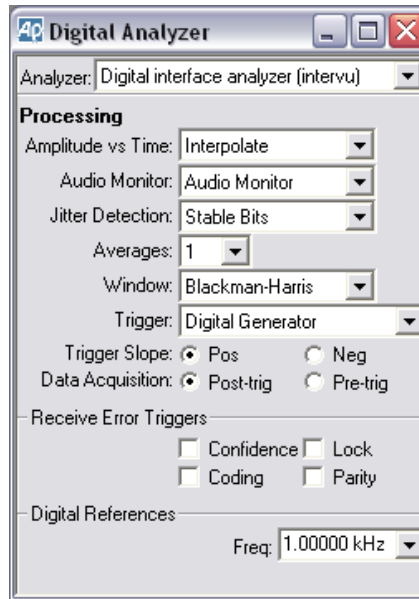 Ap Digital Analyzer
Analyzer: Digital interface analyzer (intervu)
Processing
Amplitude vs Time: Interpolate
Audio Monitor: Audio Monitor
Jitter Detection: Stable Bits
Averages: 1
Window: Blackman-Harris
Trigger: Digital Generator
Trigger Slope: Pos Neg
Data Acquisition: Post-trig Pre-trig
Receive Error Triggers
Confidence Lock
Coding Parity
Digital References
Freq: 1.00000 kHz